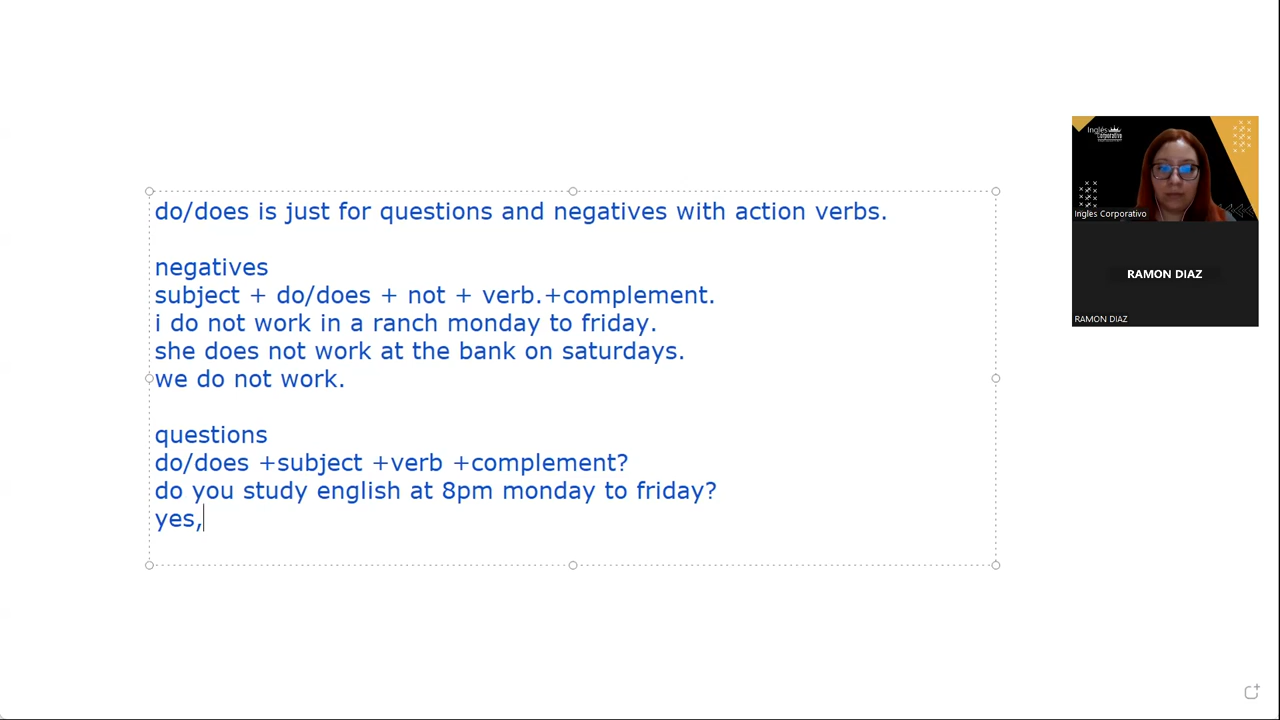 do/does is just for questions and negatives with action verbs.
negatives
subject + do/does + not + verb.+complement.
i do not work in a ranch monday to friday.
she does not work at the bank on saturdays.
we do not work.
questions
do/does +subject +verb +complement?
do you study english at 8pm monday to friday?
yes,
Inglés
Corporativo
Ingles Corporativo
RAMON DIAZ
RAMON DIAZ